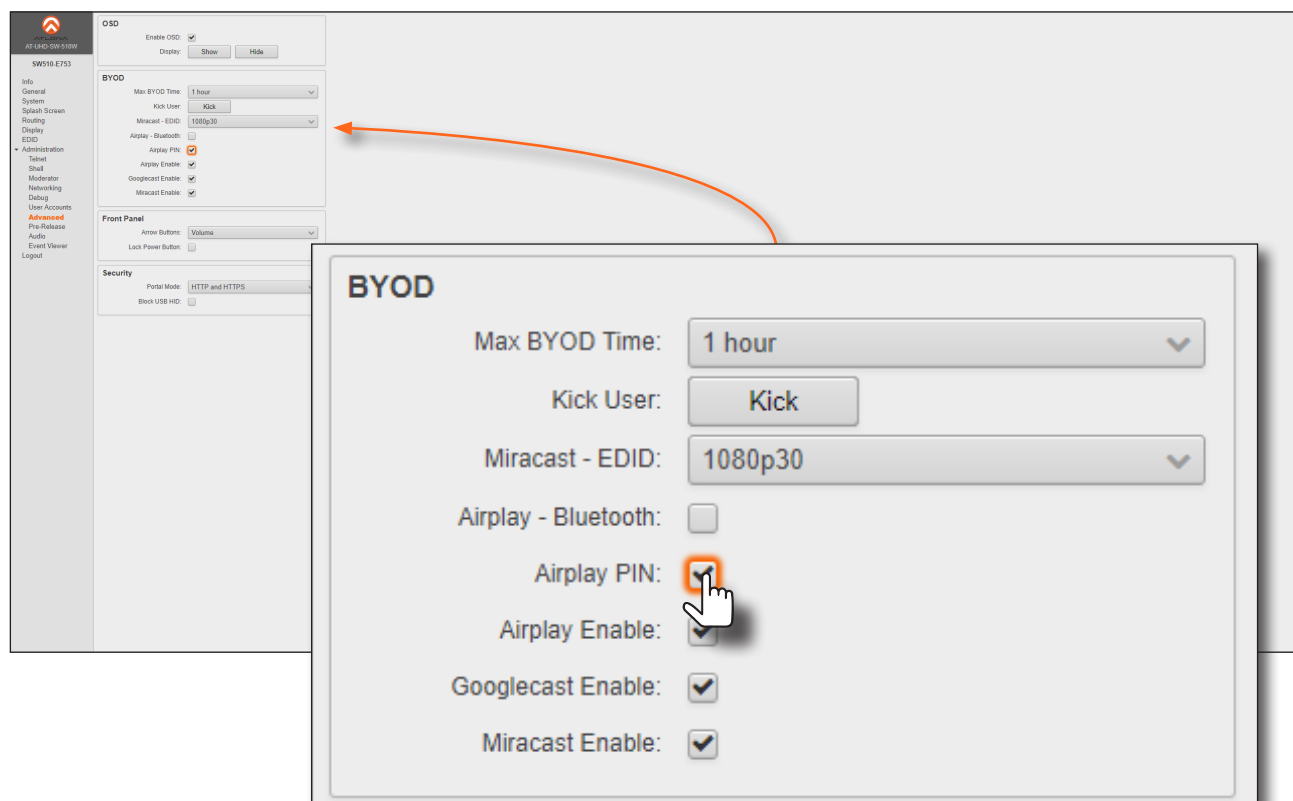 ATLONA
AT-UHD-SW-510W
SW510-E753
Info
General
System
Splash Screen
Routing
Display
EDID
Administration
Telnet
Shell
Moderator
Networking
Debug
User Accounts
Advanced
Pre-Release
Audio
Event Viewer
Logout
OSD
Enable OSD:
Display: Show Hide
BYOD
Max BYOD Time: 1 hour
Kick User: Kick
Miracast - EDID: 1080p30
Airplay - Bluetooth:
Airplay PIN:
Airplay Enable:
Googlecast Enable:
Miracast Enable:
Front Panel
Arrow Buttons: Volume
Lock Power Button:
Security
Portal Mode: HTTP and HTTPS
Block USB HID:
BYOD
Max BYOD Time: 1 hour
Kick User: Kick
Miracast - EDID: 1080p30
Airplay - Bluetooth:
Airplay PIN:
Airplay Enable:
Googlecast Enable:
Miracast Enable: